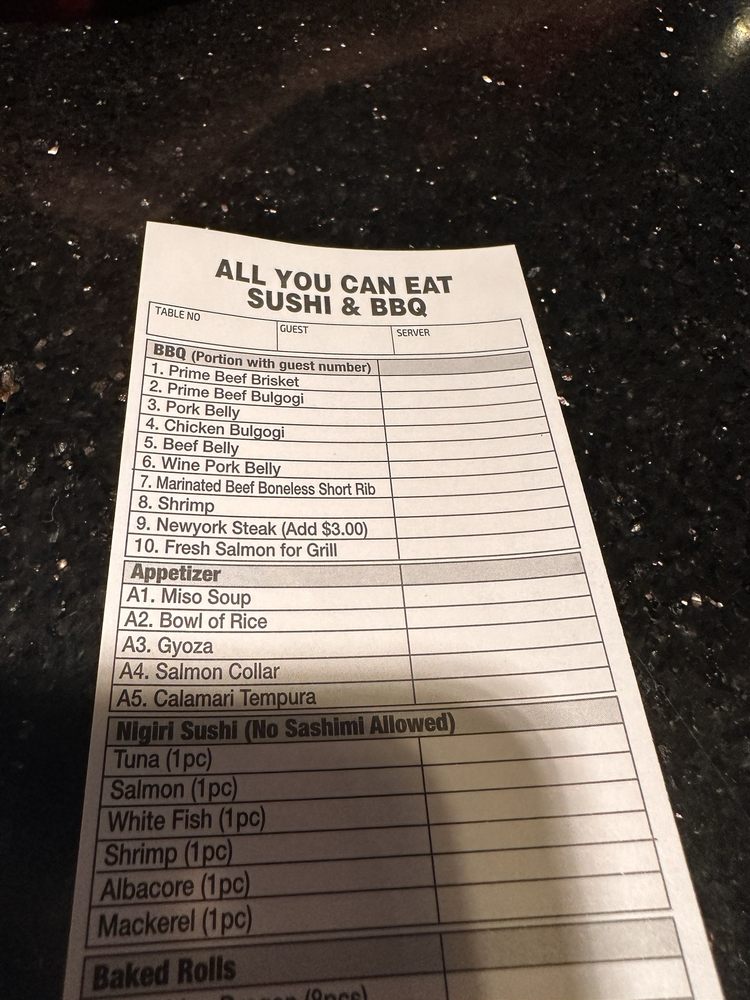 ALL YOU CAN EAT
SUSHI & BBQ
TABLE NO GUEST SERVER
BBQ (Portion with guest number)
1. Prime Beef Brisket
2. Prime Beef Bulgogi
3. Pork Belly
4. Chicken Bulgogi
5. Beef Belly
6. Wine Pork Belly
7. Marinated Beef Boneless Short Rib
8. Shrimp
9. Newyork Steak (Add $3.00)
10. Fresh Salmon for Grill
Appetizer
A1. Miso Soup
A2. Bowl of Rice
A3. Gyoza
A4. Salmon Collar
A5. Calamari Tempura
Nigiri Sushi (No Sashimi Allowed)
Tuna (1pc)
Salmon (1pc)
White Fish (1pc)
Shrimp (1pc)
Albacore (1pc)
Mackerel (1pc)
Baked Rolls
(8pcs)